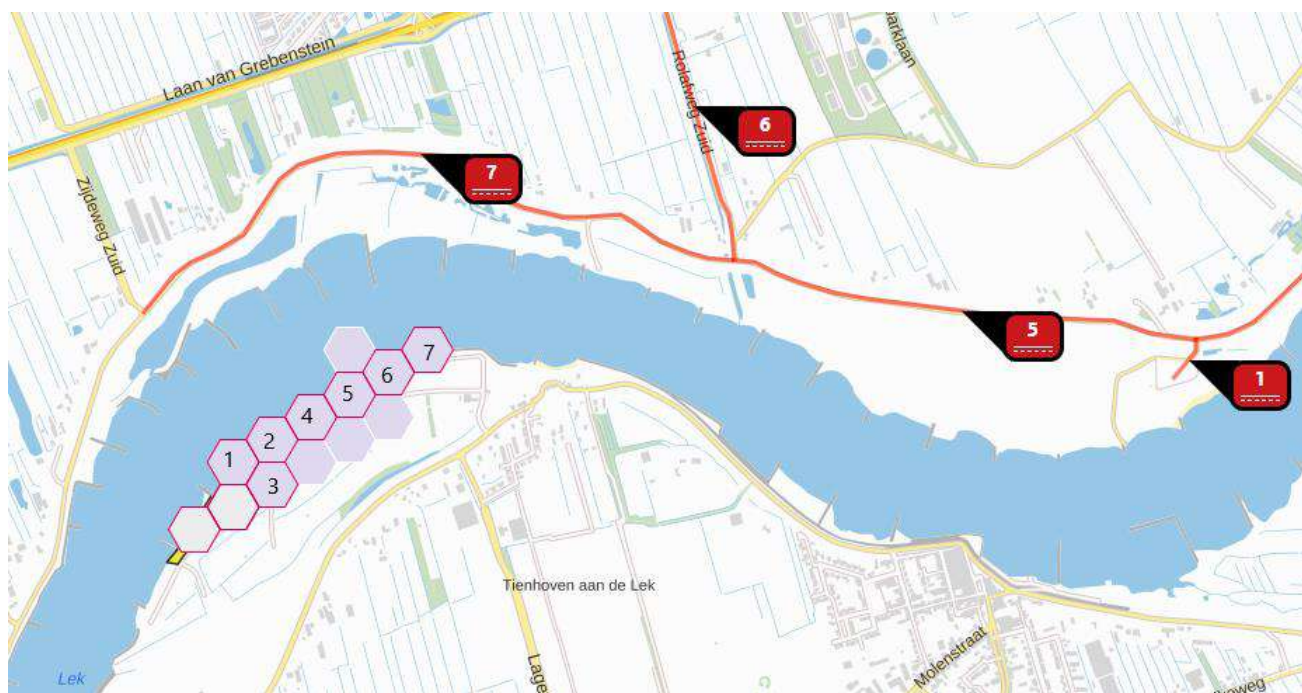 Laan van Grebenstein
Rolafweg Zuid
parklaan
6
7
Zijdeweg Zuid
5
1
7
6
5
4
2
1
3
Tienhoven aan de Lek
Lek
Lage
Molenstraat